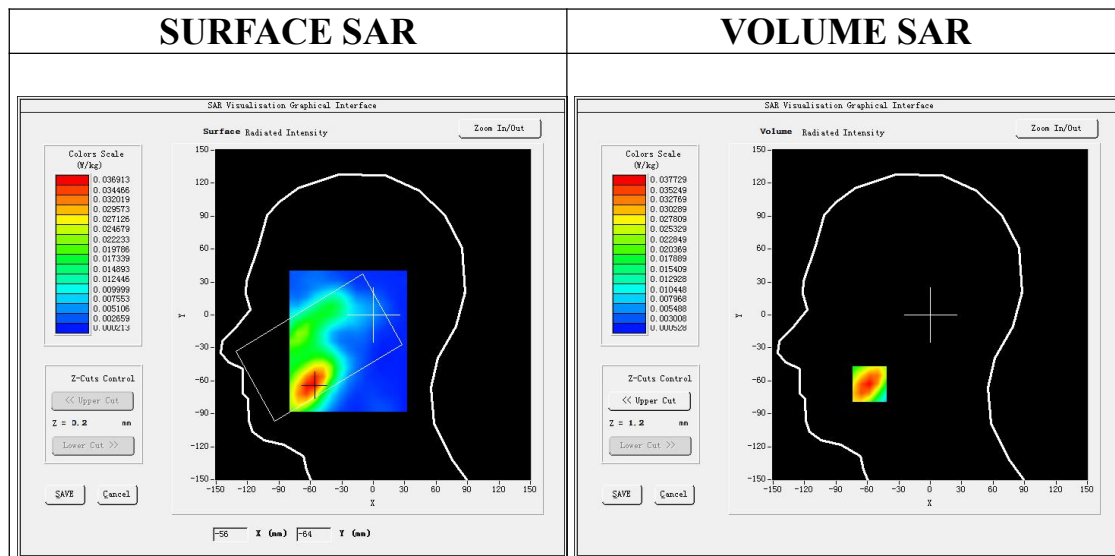 SURFACE SAR
SAR Visualisation Graphical Interface
Surface Radiated Intensity
Zoom In/Out
Colors Scale
(W/kg)
0.036913
0.034466
0.032019
0.029573
0.027126
0.024679
0.022233
0.019786
0.017339
0.014893
0.012446
0.009999
0.007553
0.005106
0.002659
0.000213
Z-Cuts Control
<< Upper Cut
Z = 0.2 mm
Lower Cut >>
SAVE Cancel
150
120
90
60
30
Y 0
-30
-60
-90
-120
-150
-150 -120 -90 -60 -30 0 30 60 90 120 150
X
-56 X (mm) -64 Y (mm)
VOLUME SAR
SAR Visualisation Graphical Interface
Volume Radiated Intensity
Zoom In/Out
Colors Scale
(W/kg)
0.037729
0.035249
0.032769
0.030289
0.027809
0.025329
0.022849
0.020369
0.017889
0.015409
0.012928
0.010448
0.007968
0.005488
0.003008
0.000528
Z-Cuts Control
<< Upper Cut
Z = 1.2 mm
Lower Cut >>
SAVE Cancel
150
120
90
60
30
Y 0
-30
-60
-90
-120
-150
-150 -120 -90 -60 -30 0 30 60 90 120 150
X